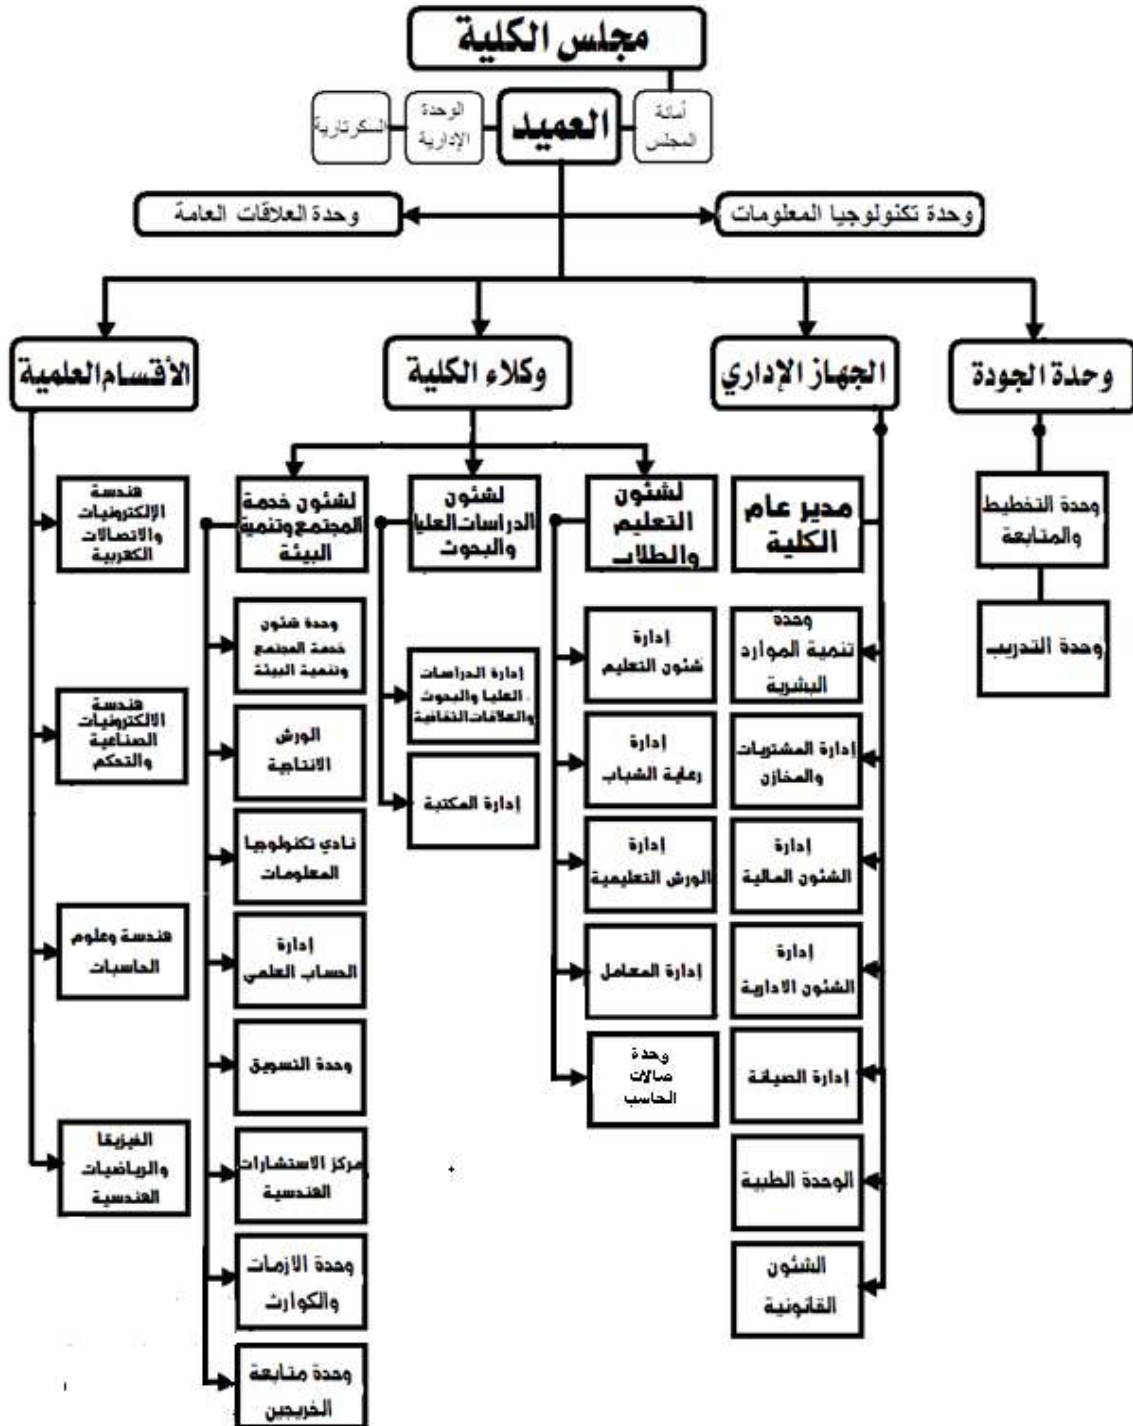 مجلس الكلية
أمانة
المجلس
العميد
الوحدة
الإدارية
السكرتارية
وحدة تكنولوجيا المعلومات
وحدة العلاقات العامة
وحدة الجودة
الجهاز الإداري
وكلاء الكلية
الأقسام العلمية
وحدة التخطيط
والمتابعة
وحدة التدريب
مدير عام
الكلية
وحدة
تنمية الموارد
البشرية
إدارة المشتريات
والمخازن
إدارة
الشئون المالية
إدارة
الشئون الادارية
إدارة الصيانة
الوحدة الطبية
الشئون
القانونية
لشئون
التعليم
والطلاب
إدارة
شئون التعليم
إدارة
رعاية الشباب
إدارة
الورش التعليمية
إدارة المعامل
وحدة
صالات
الحاسب
لشئون
الدراسات العليا
والبحوث
إدارة الدراسات
العليا والبحوث
والعلاقات الثقافية
إدارة المكتبة
لشئون خدمة
المجتمع وتنمية
البيئة
وحدة شئون
خدمة المجتمع
وتنمية البيئة
الورش
الانتاجية
نادي تكنولوجيا
المعلومات
إدارة
الحساب العلمي
وحدة التسويق
مركز الاستشارات
الهندسية
وحدة الازمات
والكوارث
وحدة متابعة
الخريجين
هندسة
الإلكترونيات
والاتصالات
الكهربية
هندسة
الالكترونيات
الصناعية
والتحكم
هندسة وعلوم
الحاسبات
الفيزيقا
والرياضيات
الهندسية